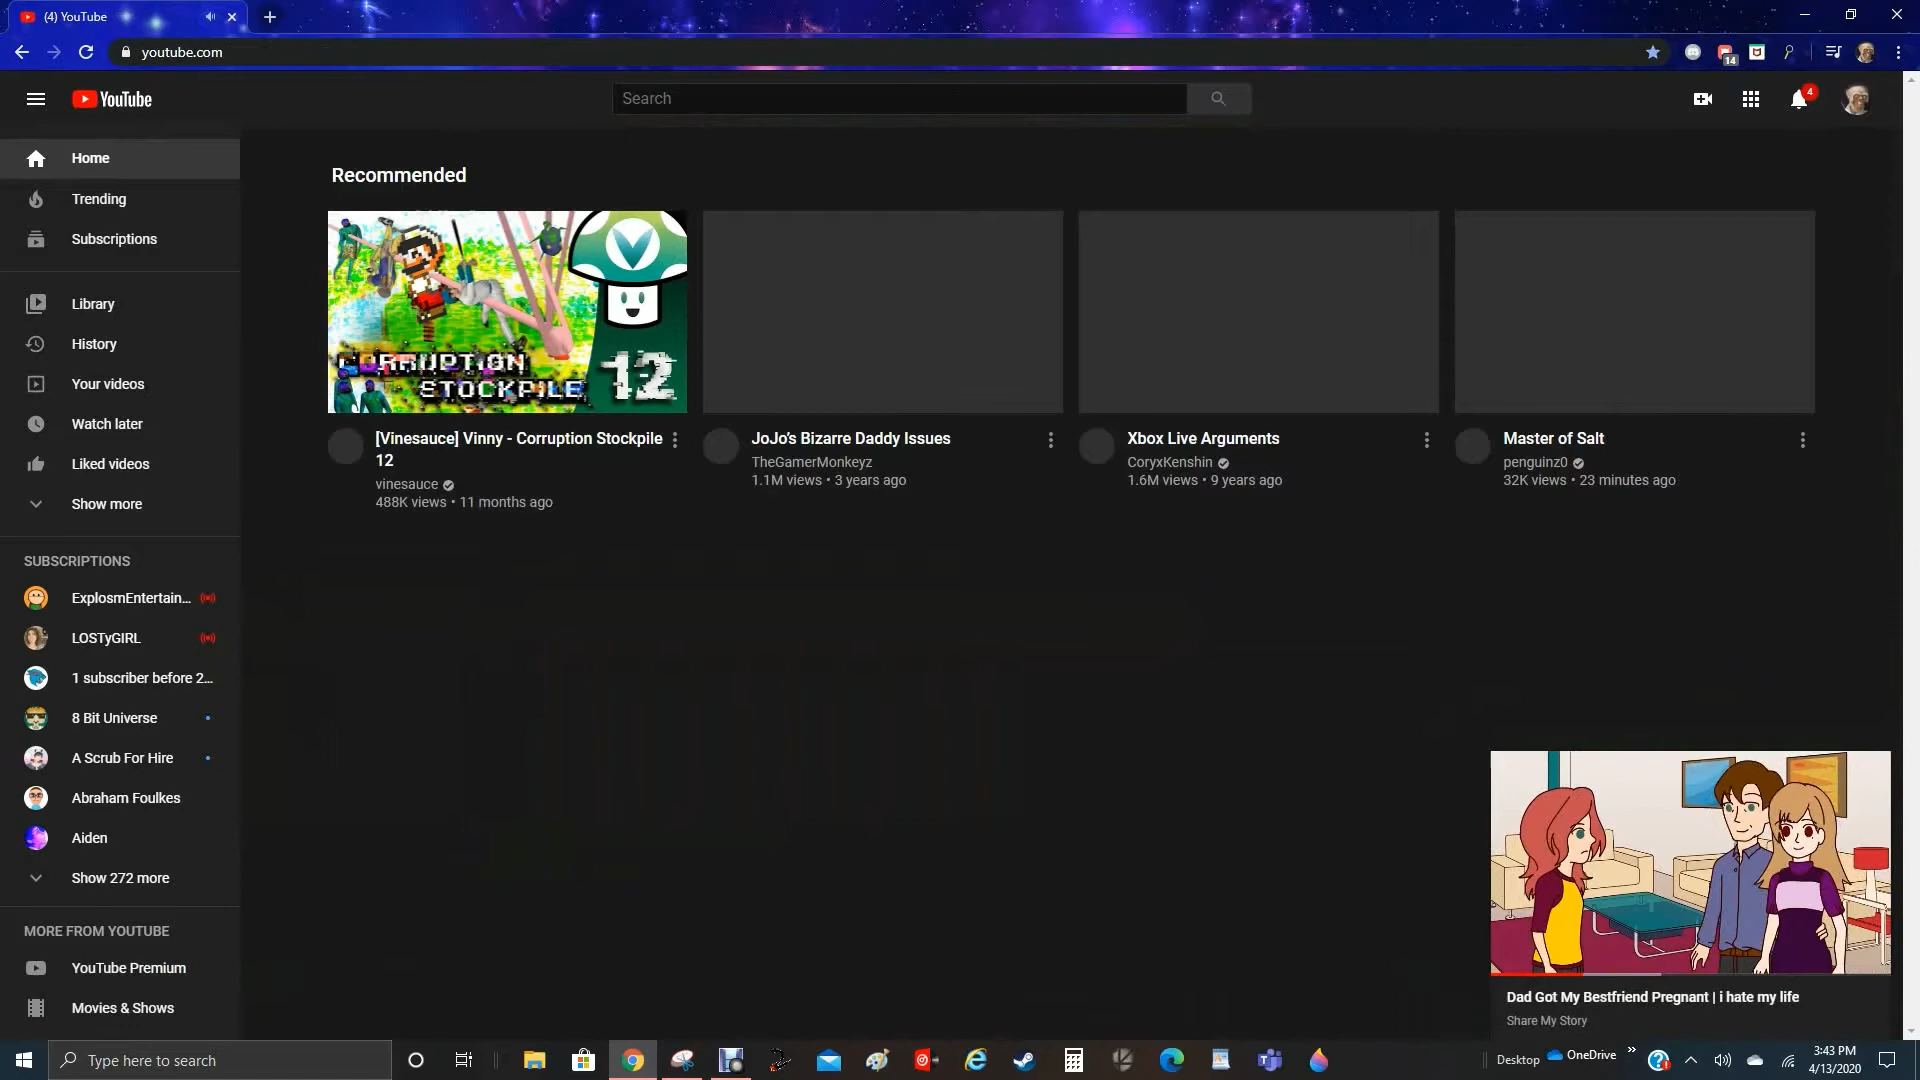 (4) YouTube
youtube.com
14
YouTube
Search
4
Home
Trending
Subscriptions
Library
History
Your videos
Watch later
Liked videos
Show more
SUBSCRIPTIONS
ExplosmEntertain...
LOSTyGIRL
1 subscriber before 2...
8 Bit Universe
A Scrub For Hire
Abraham Foulkes
Aiden
Show 272 more
MORE FROM YOUTUBE
YouTube Premium
Movies & Shows
Recommended
CORRUPTION
STOCKPILE
12
[Vinesauce] Vinny - Corruption Stockpile
12
vinesauce
488K views • 11 months ago
JoJo's Bizarre Daddy Issues
TheGamerMonkeyz
1.1M views • 3 years ago
Xbox Live Arguments
CoryxKenshin
1.6M views • 9 years ago
Master of Salt
penguinz0
32K views • 23 minutes ago
Dad Got My Bestfriend Pregnant | i hate my life
Share My Story
Type here to search
Desktop
OneDrive
3:43 PM
4/13/2020